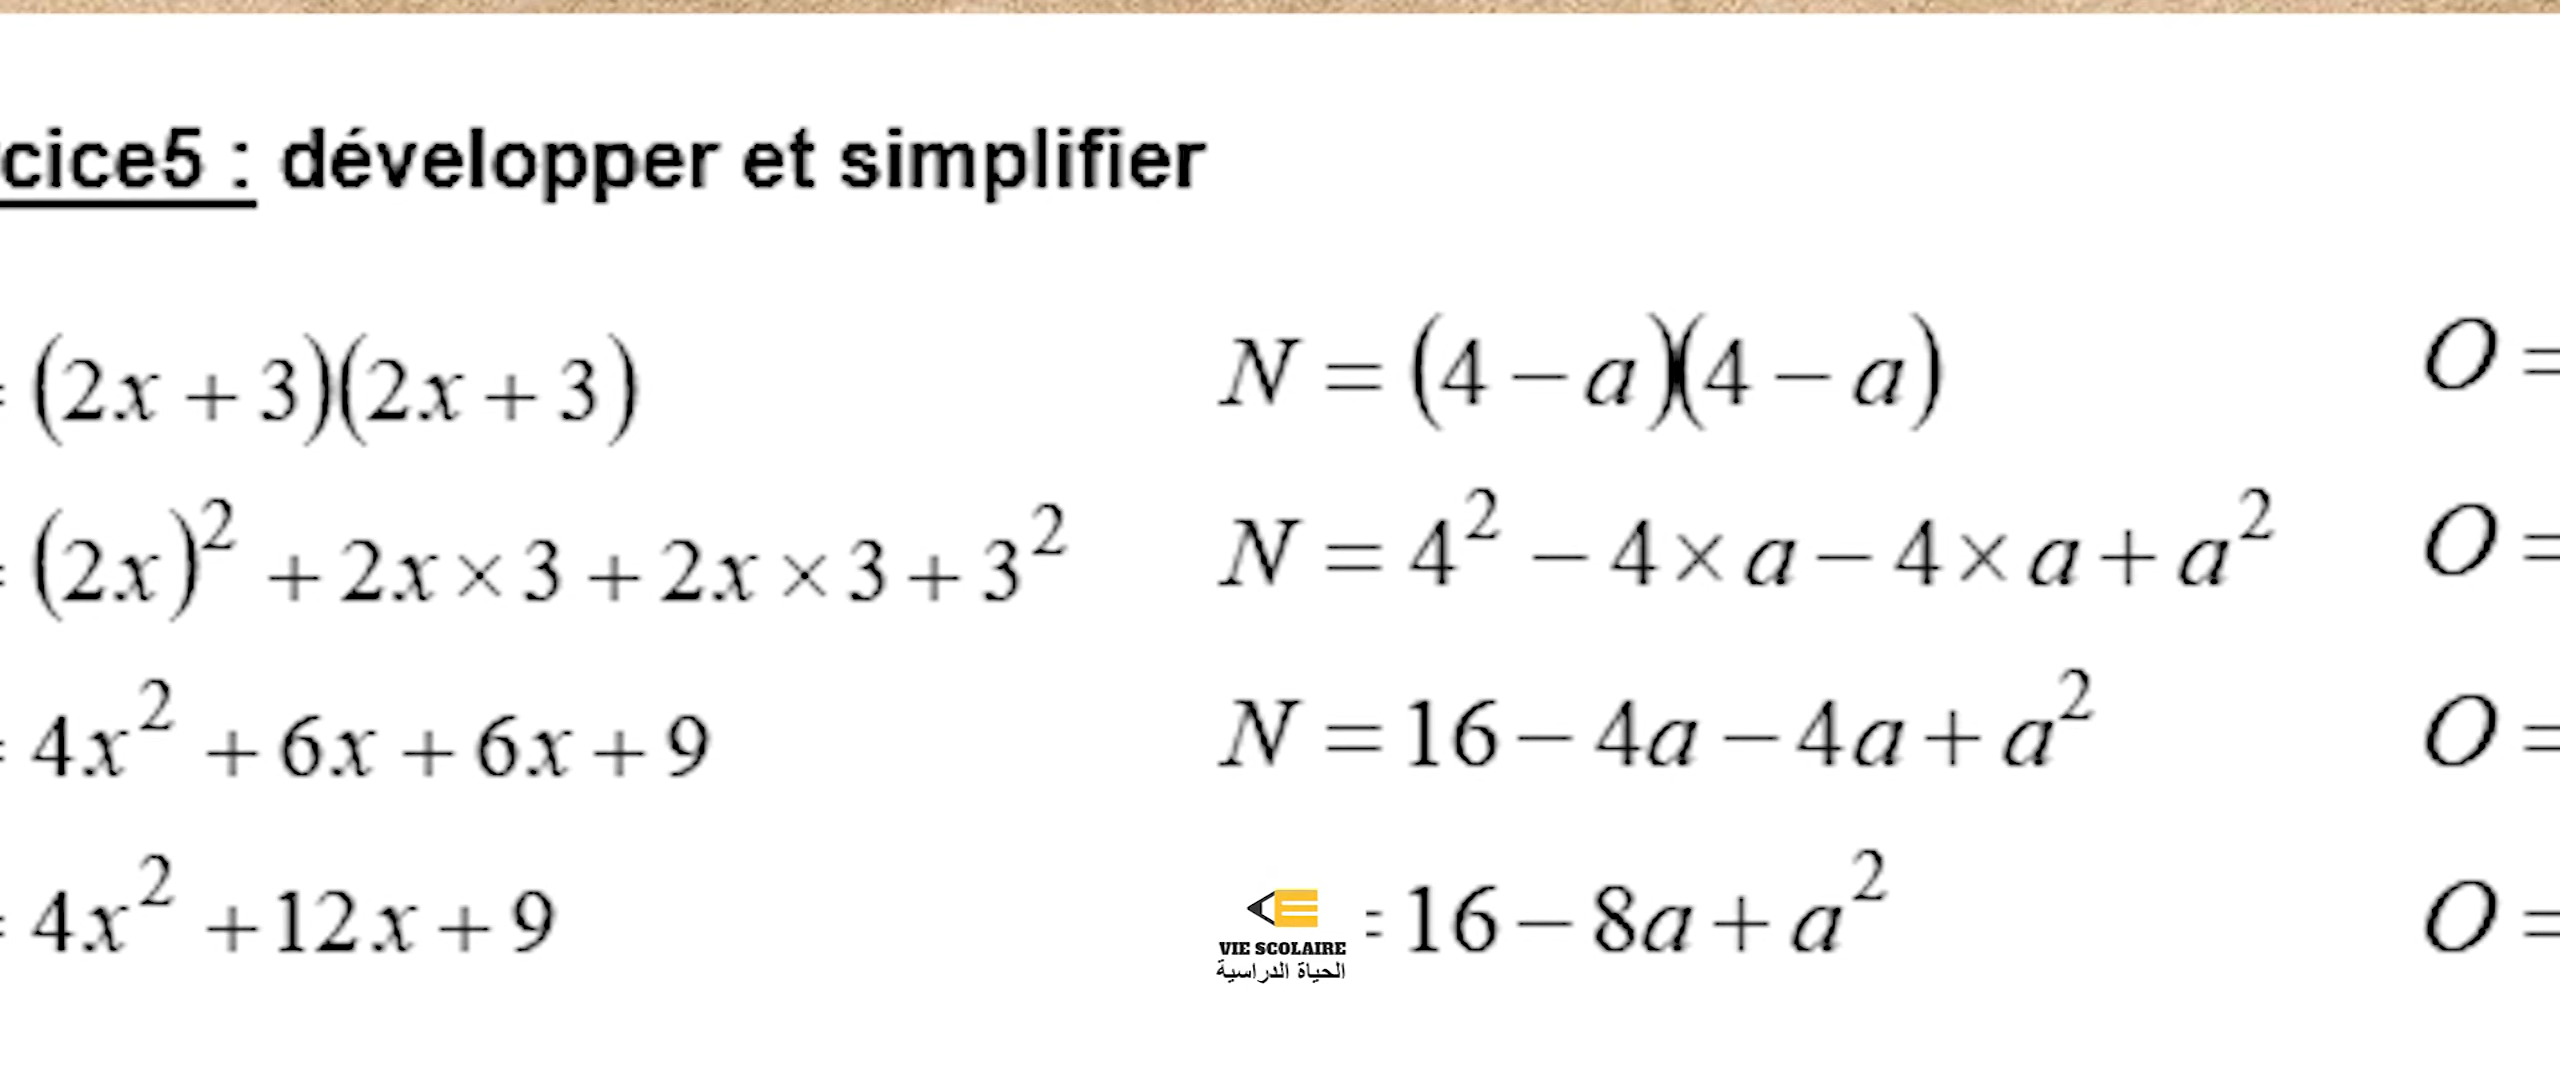 cice5 : développer et simplifier
= (2x + 3)(2x + 3)
= (2x)² + 2x × 3 + 2x × 3 + 3²
= 4x² + 6x + 6x + 9
= 4x² + 12x + 9
N = (4 − a)(4 − a)
N = 4² − 4 × a − 4 × a + a²
N = 16 − 4a − 4a + a²
= 16 − 8a + a²
VIE SCOLAIRE
الحياة الدراسية
O =
O =
O =
O =